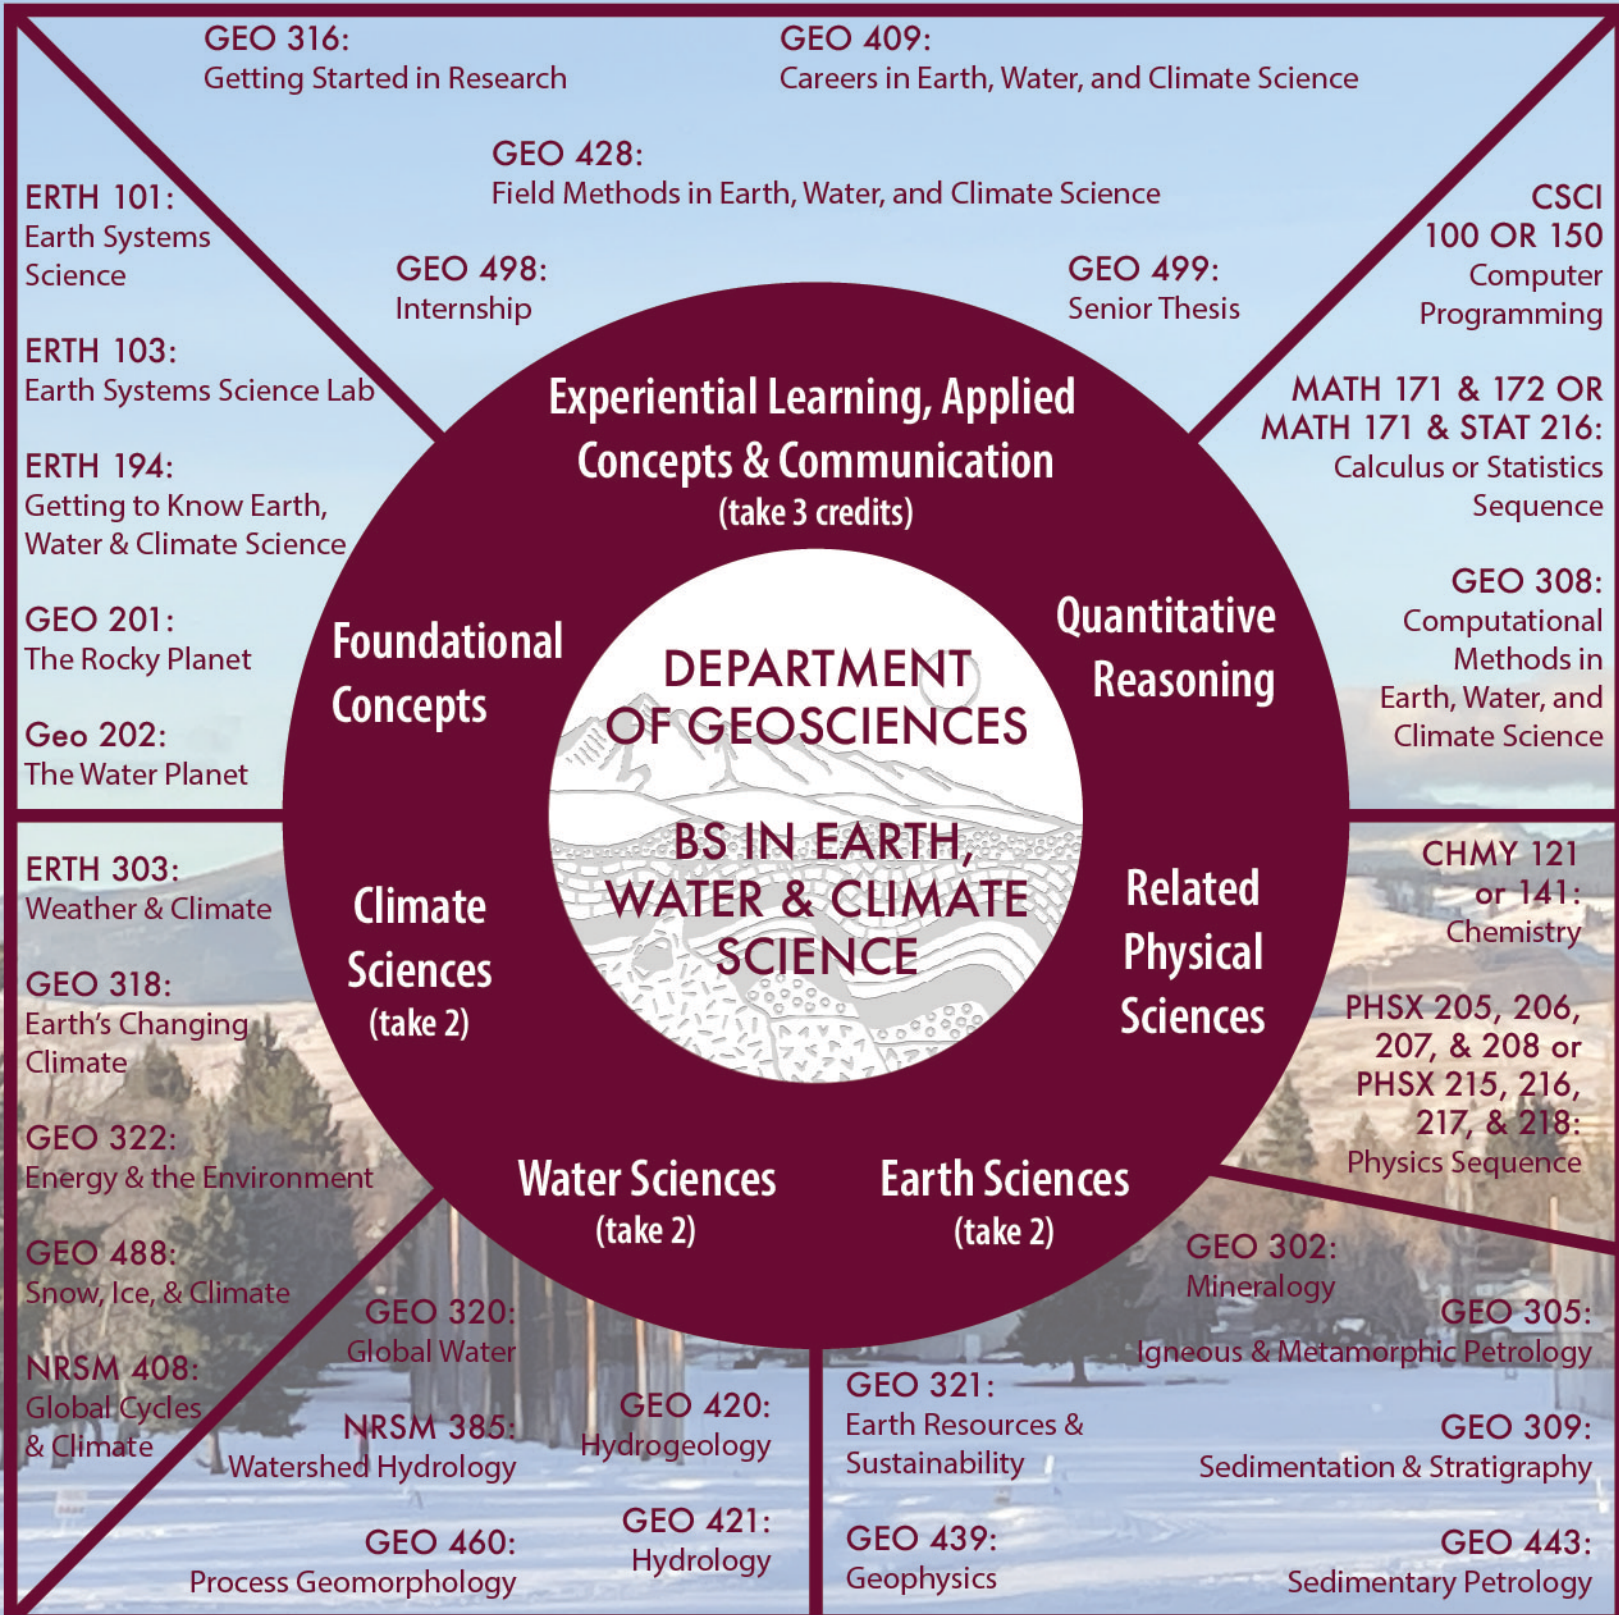 GEO 316:
Getting Started in Research
GEO 409:
Careers in Earth, Water, and Climate Science
GEO 428:
Field Methods in Earth, Water, and Climate Science
GEO 498:
Internship
GEO 499:
Senior Thesis
Experiential Learning, Applied
Concepts & Communication
(take 3 credits)
ERTH 101:
Earth Systems
Science
ERTH 103:
Earth Systems Science Lab
ERTH 194:
Getting to Know Earth,
Water & Climate Science
GEO 201:
The Rocky Planet
Geo 202:
The Water Planet
Foundational
Concepts
CSCI
100 OR 150
Computer
Programming
MATH 171 & 172 OR
MATH 171 & STAT 216:
Calculus or Statistics
Sequence
GEO 308:
Computational
Methods in
Earth, Water, and
Climate Science
Quantitative
Reasoning
DEPARTMENT
OF GEOSCIENCES
BS IN EARTH,
WATER & CLIMATE
SCIENCE
ERTH 303:
Weather & Climate
GEO 318:
Earth's Changing
Climate
GEO 322:
Energy & the Environment
GEO 488:
Snow, Ice, & Climate
NRSM 408:
Global Cycles
& Climate
Climate
Sciences
(take 2)
Related
Physical
Sciences
CHMY 121
or 141:
Chemistry
PHSX 205, 206,
207, & 208 or
PHSX 215, 216,
217, & 218:
Physics Sequence
Water Sciences
(take 2)
GEO 320:
Global Water
NRSM 385:
Watershed Hydrology
GEO 460:
Process Geomorphology
GEO 420:
Hydrogeology
GEO 421:
Hydrology
Earth Sciences
(take 2)
GEO 302:
Mineralogy
GEO 305:
Igneous & Metamorphic Petrology
GEO 321:
Earth Resources &
Sustainability
GEO 309:
Sedimentation & Stratigraphy
GEO 439:
Geophysics
GEO 443:
Sedimentary Petrology